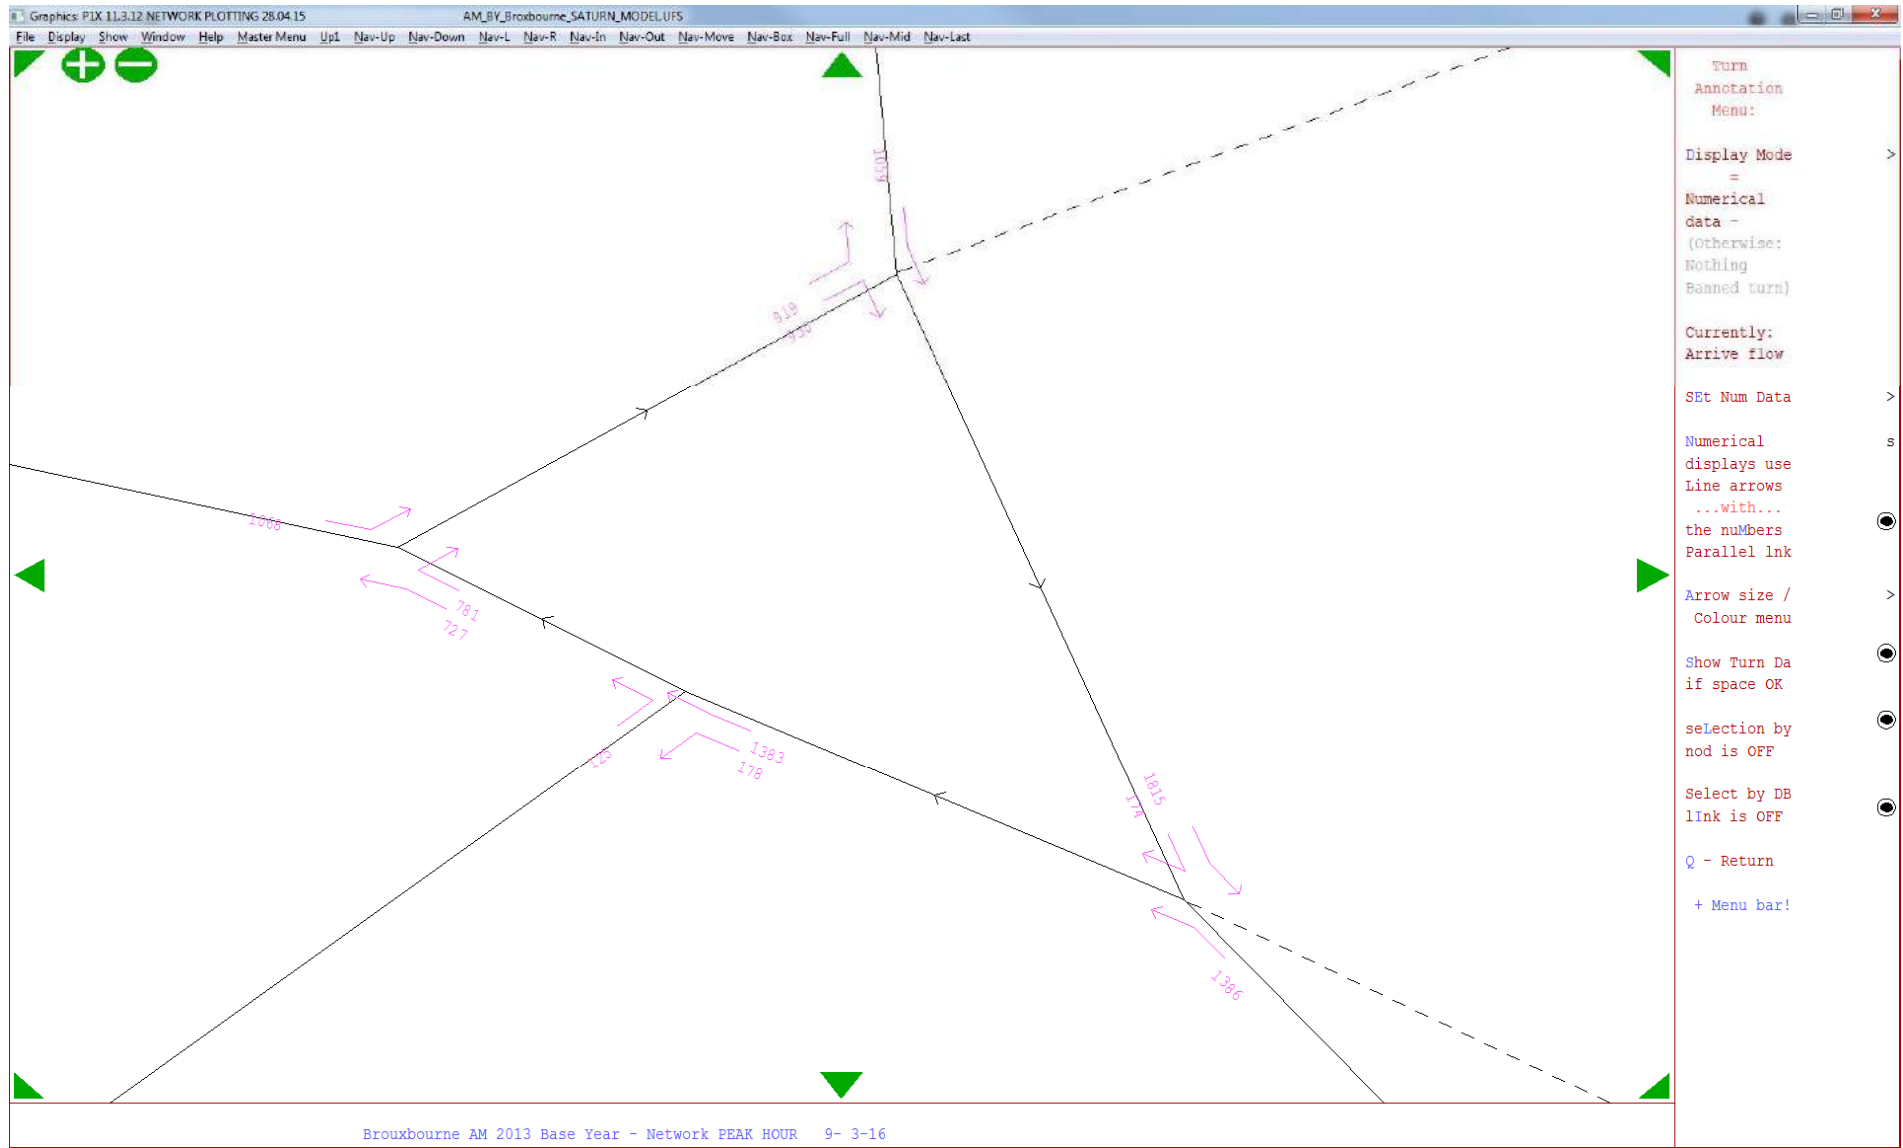 Graphics: P1X 11.3.12 NETWORK PLOTTING 28.04.15 AM_BY_Broxbourne_SATURN_MODEL.UFS
File Display Show Window Help Master Menu Up1 Nav-Up Nav-Down Nav-L Nav-R Nav-In Nav-Out Nav-Move Nav-Box Nav-Full Nav-Mid Nav-Last
Turn
Annotation
Menu:
Display Mode >
=
Numerical
data -
(Otherwise:
Nothing
Banned turn)
Currently:
Arrive flow
SEt Num Data >
Numerical s
displays use
Line arrows
...with...
the nuMbers
Parallel lnk
Arrow size / >
Colour menu
Show Turn Da
if space OK
seLection by
nod is OFF
Select by DB
lInk is OFF
Q - Return
+ Menu bar!
1059
919
930
1068
781
727
123
1383
178
1815
174
1386
Brouxbourne AM 2013 Base Year - Network PEAK HOUR 9- 3-16